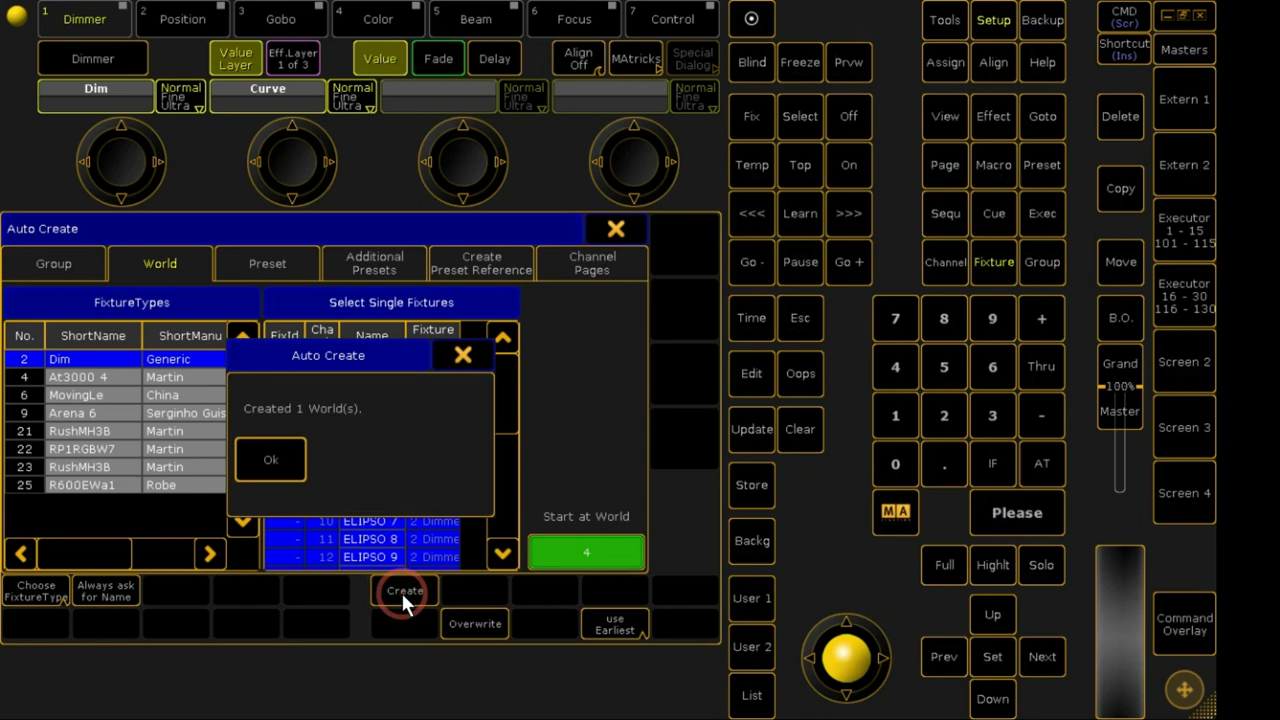 1 Dimmer
2 Position
3 Gobo
4 Color
5 Beam
6 Focus
7 Control
Dimmer
Value Layer
Eff.Layer 1 of 3
Value
Fade
Delay
Align Off
MAtricks
Special Dialog
Dim
Normal Fine Ultra
Curve
Normal Fine Ultra
Normal Fine Ultra
Normal Fine Ultra
Auto Create
Group
World
Preset
Additional Presets
Create Preset Reference
Channel Pages
FixtureTypes
Select Single Fixtures
No. ShortName ShortManu
FixId Cha Name Fixture
2 Dim Generic
4 At3000 4 Martin
6 MovingLe China
9 Arena 6 Serginho Guis
21 RushMH3B Martin
22 RP1RGBW7 Martin
23 RushMH3B Martin
25 R600EWa1 Robe
Auto Create
Created 1 World(s).
Ok
- 10 ELIPSO 7 2 Dimme
- 11 ELIPSO 8 2 Dimme
- 12 ELIPSO 9 2 Dimme
Start at World
4
Choose FixtureType
Always ask for Name
Create
Overwrite
use Earliest
Tools Setup Backup
Blind Freeze Prvw
Assign Align Help
Fix Select Off
View Effect Goto
Temp Top On
Page Macro Preset
<<< Learn >>>
Sequ Cue Exec
Go - Pause Go +
Channel Fixture Group
Time Esc
7 8 9 +
Edit Oops
4 5 6 Thru
Update Clear
1 2 3 -
Store
0 . IF AT
Backg
MA Please
Full Highlt Solo
User 1
Up
User 2
Prev Set Next
List
Down
CMD (Scr)
Shortcut (Ins)
Delete
Copy
Move
B.O.
Grand
100%
Master
Masters
Extern 1
Extern 2
Executor 1 - 15 101 - 115
Executor 16 - 30 116 - 130
Screen 2
Screen 3
Screen 4
Command Overlay